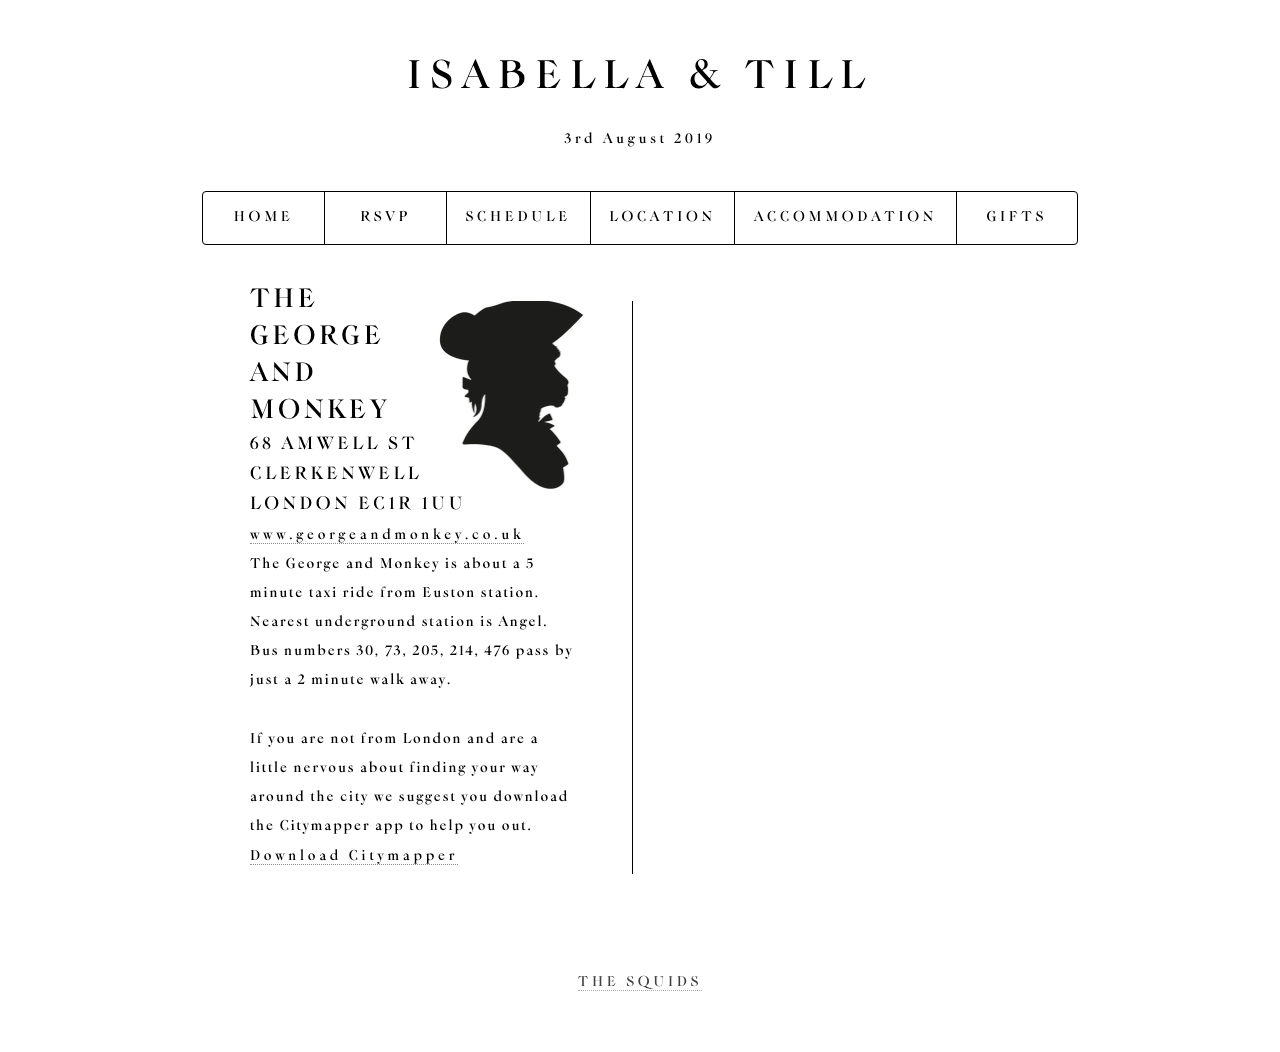 ISABELLA & TILL
3rd August 2019
HOME RSVP SCHEDULE LOCATION ACCOMMODATION GIFTS
THE
GEORGE
AND
MONKEY
68 AMWELL ST
CLERKENWELL
LONDON EC1R 1UU
www.georgeandmonkey.co.uk
The George and Monkey is about a 5
minute taxi ride from Euston station.
Nearest underground station is Angel.
Bus numbers 30, 73, 205, 214, 476 pass by
just a 2 minute walk away.
If you are not from London and are a
little nervous about finding your way
around the city we suggest you download
the Citymapper app to help you out.
Download Citymapper
THE SQUIDS